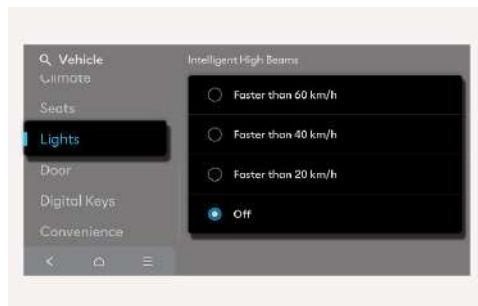 Vehicle
Climate
Seats
Lights
Door
Digital Keys
Convenience
Intelligent High Beams
Faster than 60 km/h
Faster than 40 km/h
Faster than 20 km/h
Off